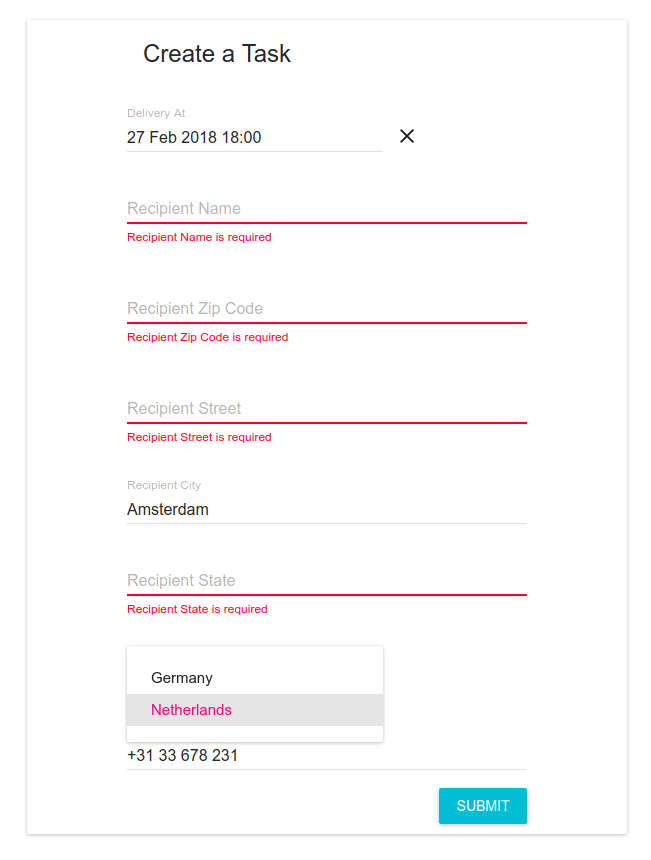 Create a Task
Delivery At
27 Feb 2018 18:00
Recipient Name
Recipient Name is required
Recipient Zip Code
Recipient Zip Code is required
Recipient Street
Recipient Street is required
Recipient City
Amsterdam
Recipient State
Recipient State is required
Germany
Netherlands
+31 33 678 231
SUBMIT